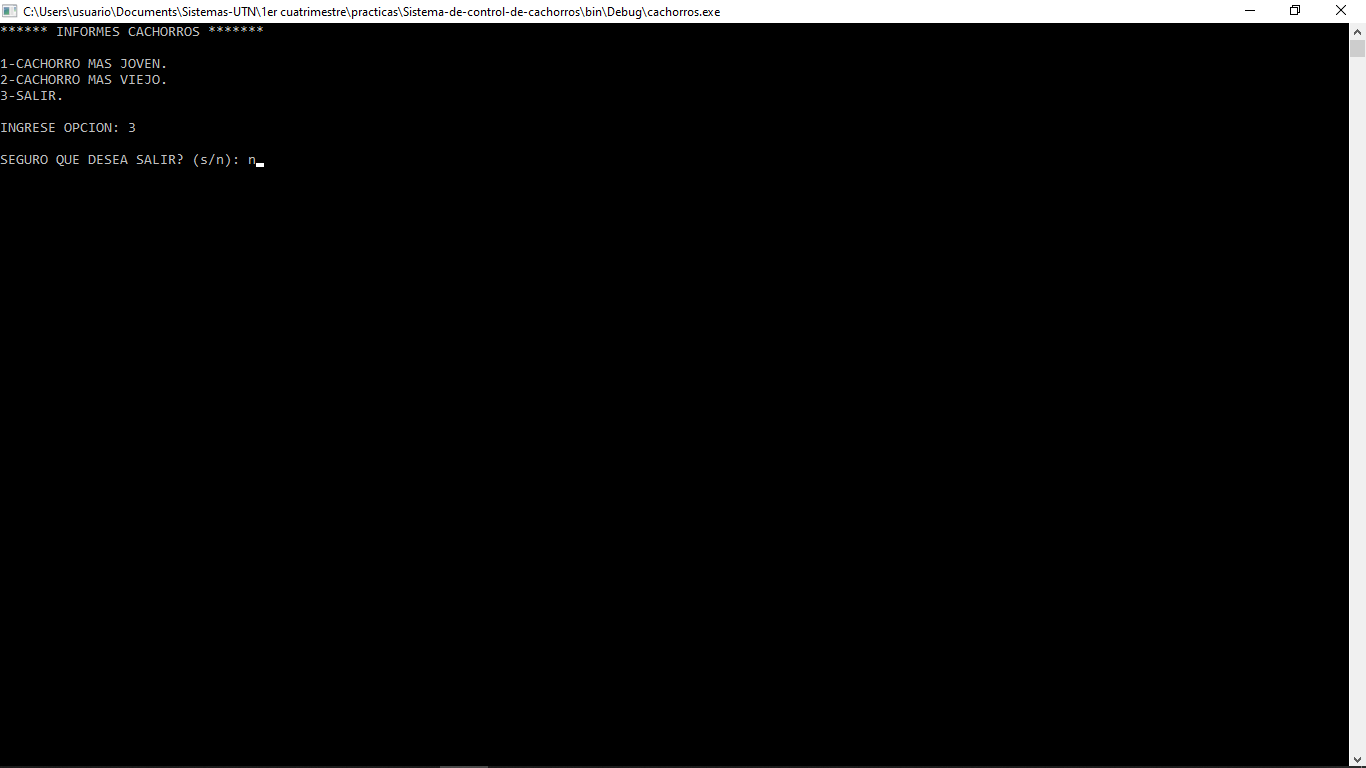 C:\Users\usuario\Documents\Sistemas-UTN\1er cuatrimestre\practicas\Sistema-de-control-de-cachorros\bin\Debug\cachorros.exe
****** INFORMES CACHORROS *******
1-CACHORRO MAS JOVEN.
2-CACHORRO MAS VIEJO.
3-SALIR.
INGRESE OPCION: 3
SEGURO QUE DESEA SALIR? (s/n): n